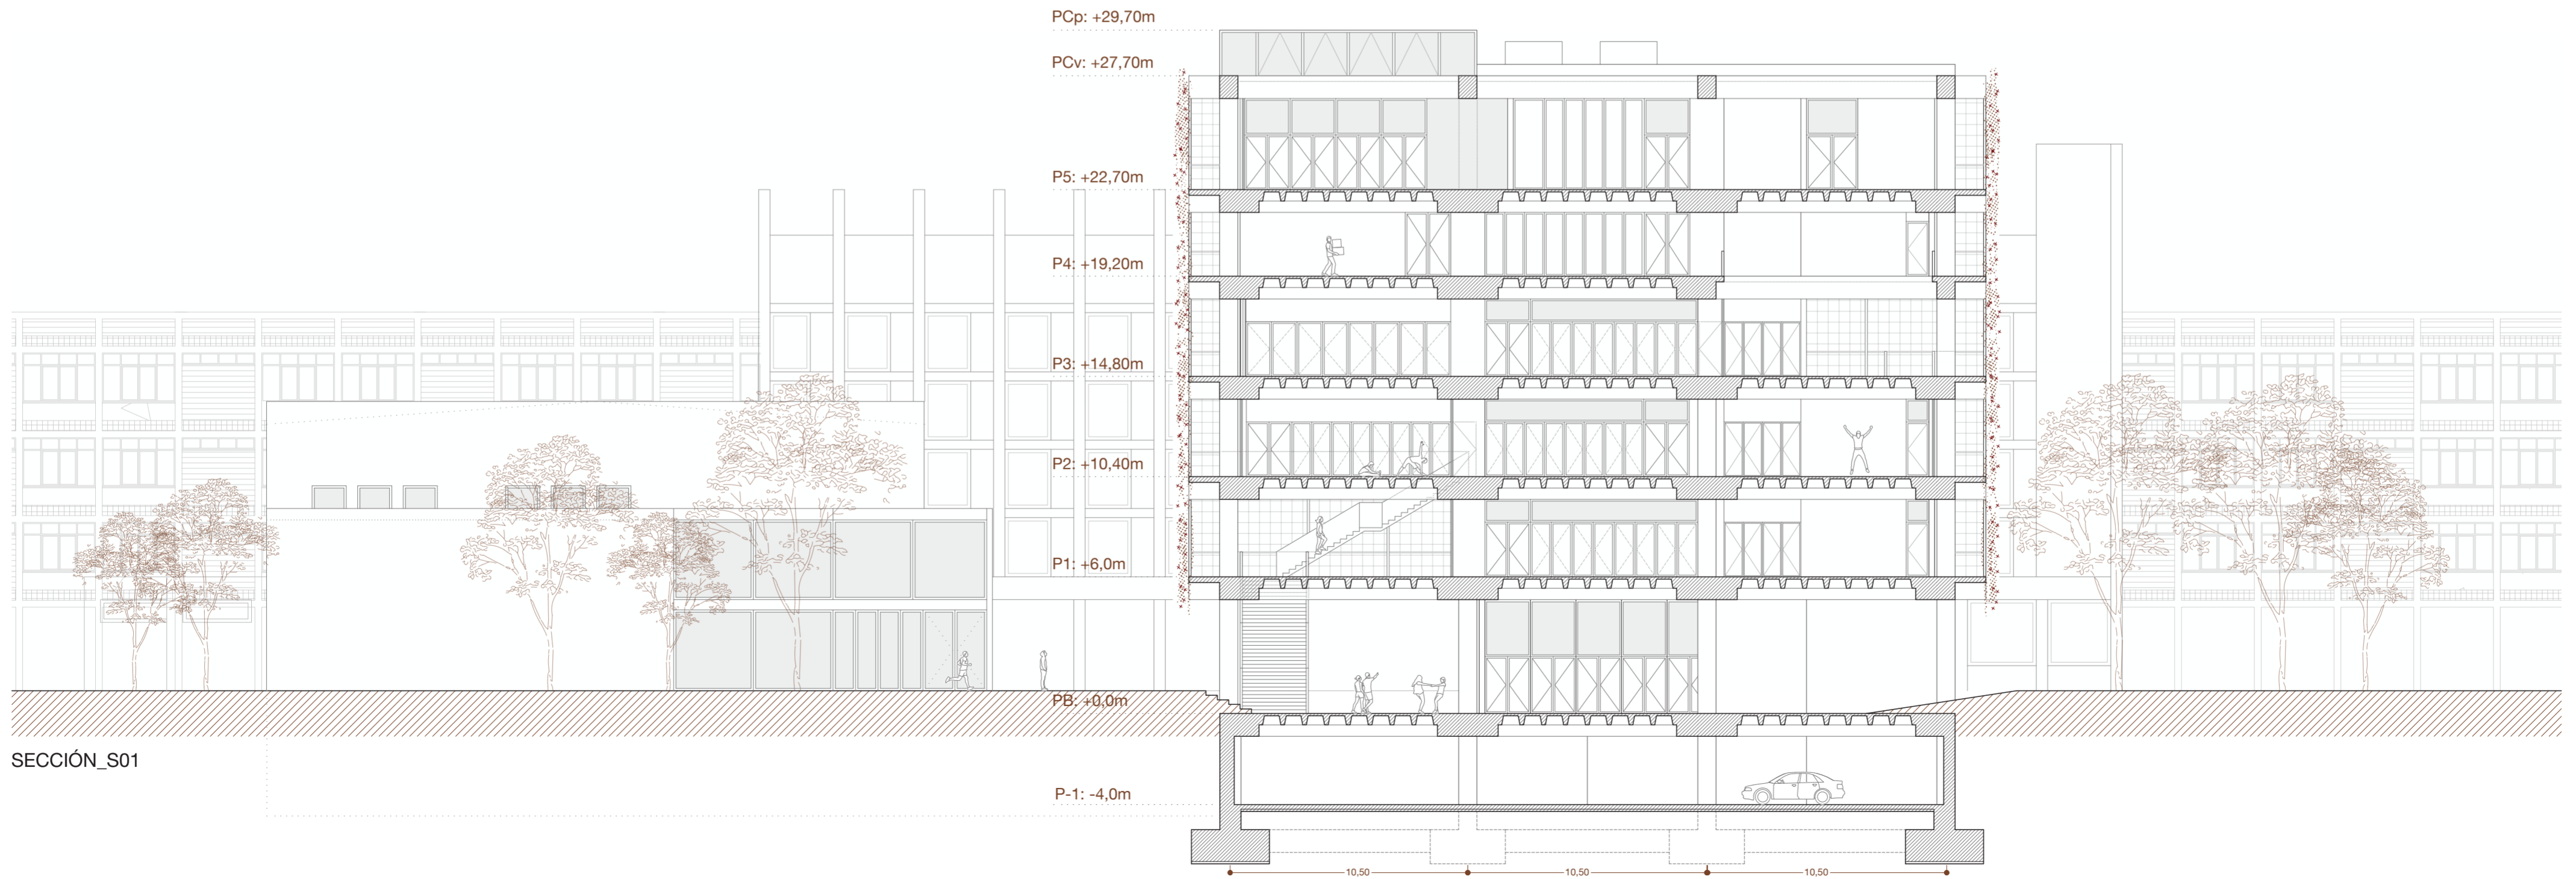 PCp: +29,70m
PCv: +27,70m
P5: +22,70m
P4: +19,20m
P3: +14,80m
P2: +10,40m
P1: +6,0m
PB: +0,0m
SECCIÓN_S01
P-1: -4,0m
10,50 10,50 10,50